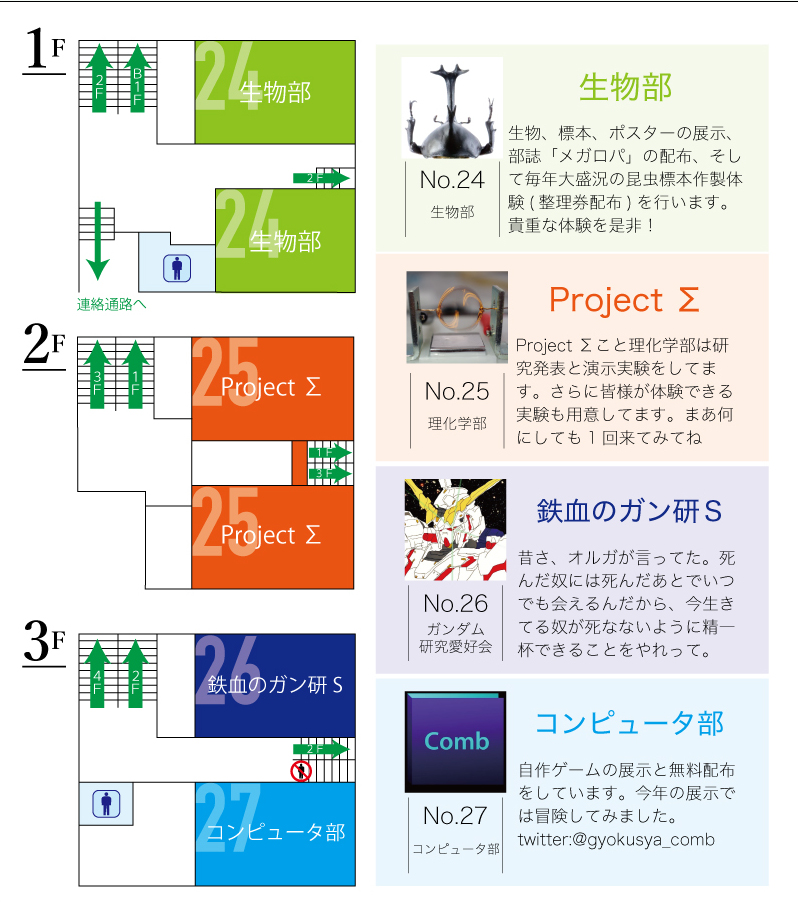 1F
2F
B1F
24
生物部
2F
24
生物部
連絡通路へ
2F
3F
1F
25
Project Σ
1F
3F
25
Project Σ
3F
4F
2F
26
鉄血のガン研S
2F
27
コンピュータ部
No.24
生物部
生物部
生物、標本、ポスターの展示、
部誌「メガロパ」の配布、そし
て毎年大盛況の昆虫標本作製体
験(整理券配布)を行います。
貴重な体験を是非！
No.25
理化学部
Project Σ
Project Σこと理化学部は研
究発表と演示実験をしてま
す。さらに皆様が体験できる
実験も用意してます。まあ何
にしても1回来てみてね
No.26
ガンダム
研究愛好会
鉄血のガン研S
昔さ、オルガが言ってた。死
んだ奴には死んだあとでいつ
でも会えるんだから、今生き
てる奴が死なないように精一
杯できることをやれって。
Comb
No.27
コンピュータ部
コンピュータ部
自作ゲームの展示と無料配布
をしています。今年の展示で
は冒険してみました。
twitter:@gyokusya_comb